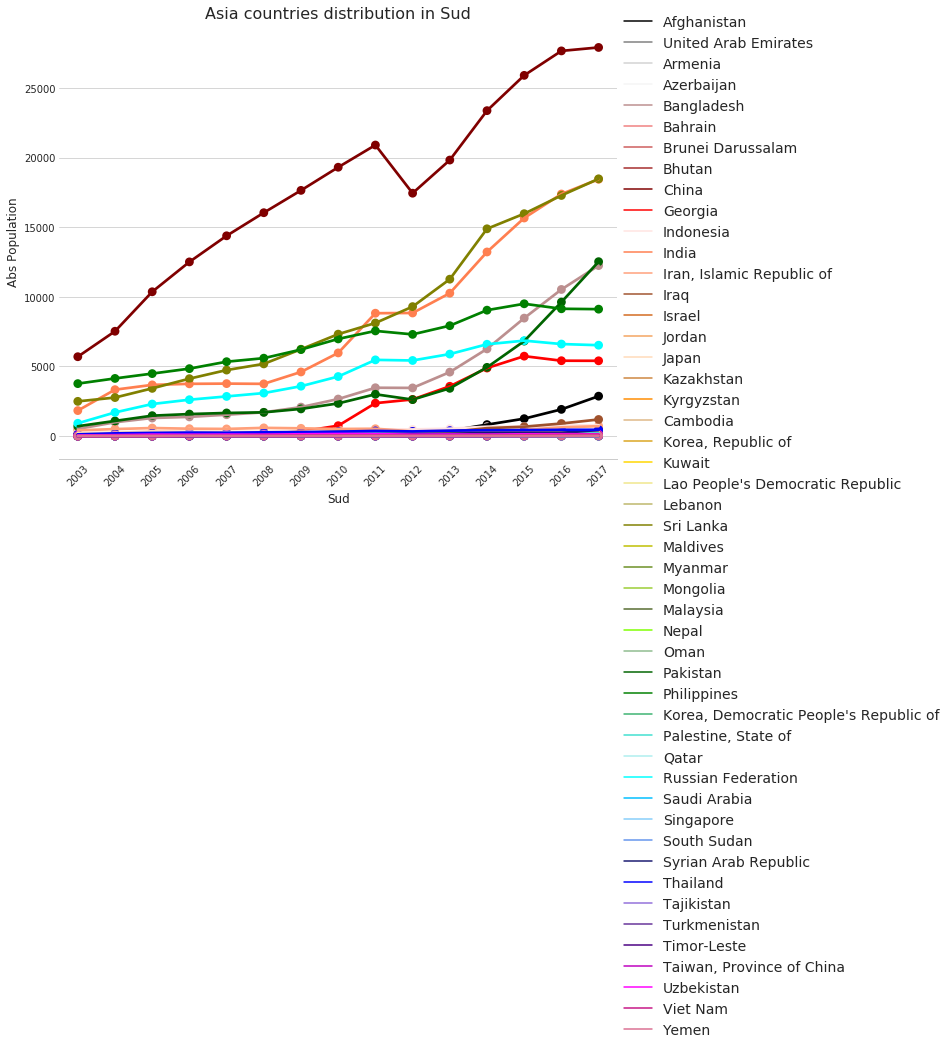 Asia countries distribution in Sud
Abs Population
25000
20000
15000
10000
5000
0
2003
2004
2005
2006
2007
2008
2009
2010
2011
2012
2013
2014
2015
2016
2017
Sud
Afghanistan
United Arab Emirates
Armenia
Azerbaijan
Bangladesh
Bahrain
Brunei Darussalam
Bhutan
China
Georgia
Indonesia
India
Iran, Islamic Republic of
Iraq
Israel
Jordan
Japan
Kazakhstan
Kyrgyzstan
Cambodia
Korea, Republic of
Kuwait
Lao People's Democratic Republic
Lebanon
Sri Lanka
Maldives
Myanmar
Mongolia
Malaysia
Nepal
Oman
Pakistan
Philippines
Korea, Democratic People's Republic of
Palestine, State of
Qatar
Russian Federation
Saudi Arabia
Singapore
South Sudan
Syrian Arab Republic
Thailand
Tajikistan
Turkmenistan
Timor-Leste
Taiwan, Province of China
Uzbekistan
Viet Nam
Yemen